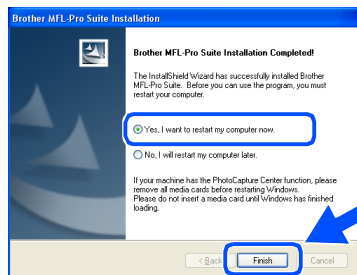 Brother MFL-Pro Suite Installation
Brother MFL-Pro Suite Installation Completed!
The InstallShield Wizard has successfully installed Brother
MFL-Pro Suite. Before you can use the program, you must
restart your computer.
Yes, I want to restart my computer now.
No, I will restart my computer later.
If your machine has the PhotoCapture Center function, please
remove all media cards before restarting Windows.
Please do not insert a media card until Windows has finished
loading.
< Back Finish Cancel